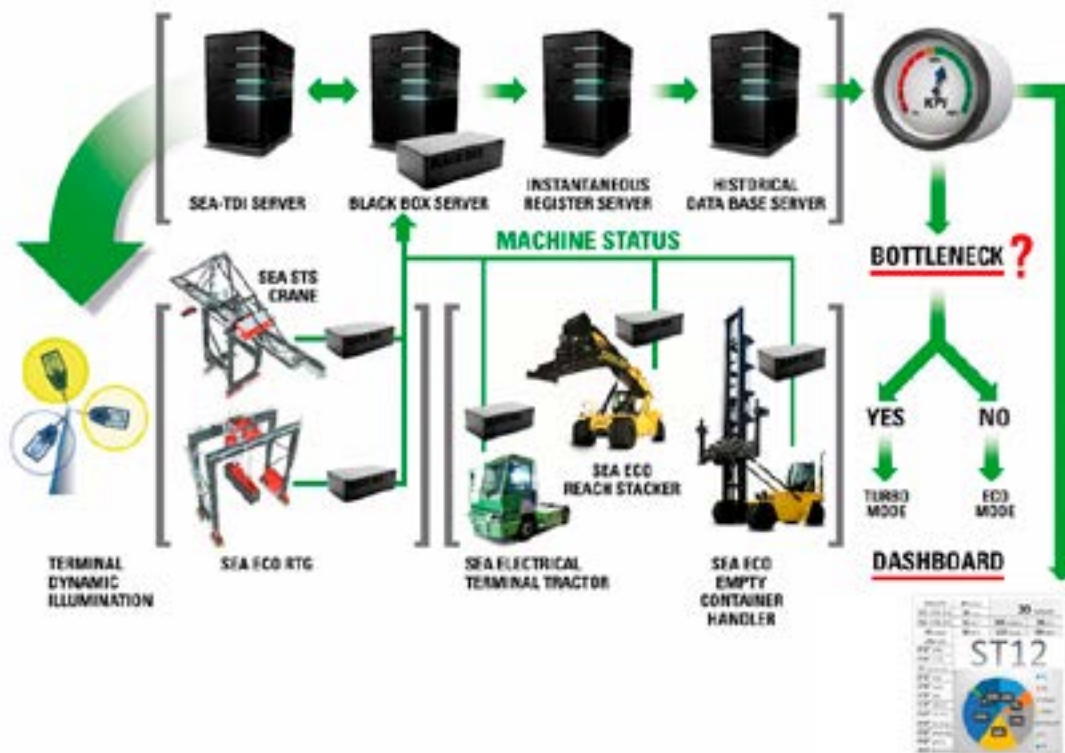 KPI
SEA-TDI SERVER
BLACK BOX SERVER
INSTANTANEOUS
REGISTER SERVER
HISTORICAL
DATA BASE SERVER
MACHINE STATUS
BOTTLENECK ?
SEA STS
CRANE
YES
NO
SEA ECO
REACH STACKER
TURBO
MODE
ECO
MODE
TERMINAL
DYNAMIC
ILLUMINATION
SEA ECO RTG
SEA ELECTRICAL
TERMINAL TRACTOR
SEA ECO
EMPTY
CONTAINER
HANDLER
DASHBOARD
ST12